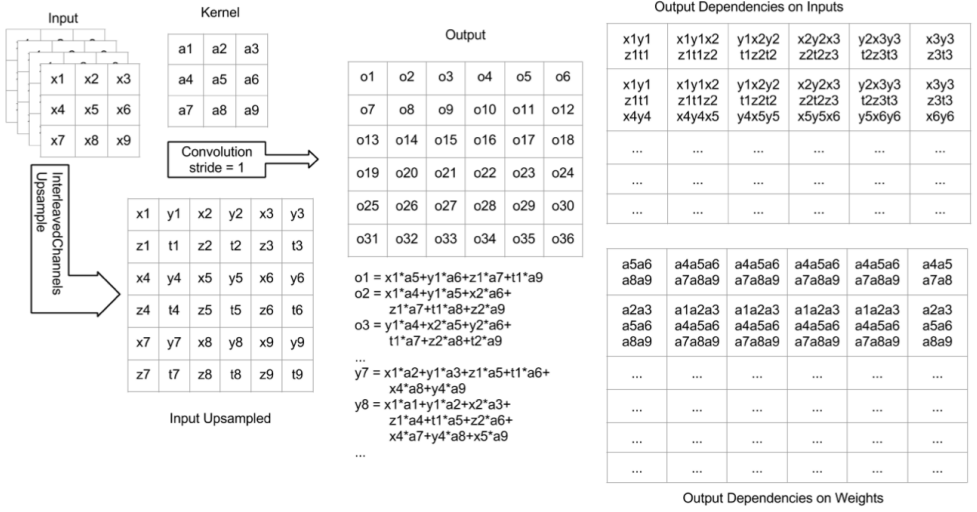 Input
x1 x2 x3
x4 x5 x6
x7 x8 x9
Kernel
a1 a2 a3
a4 a5 a6
a7 a8 a9
Convolution
stride = 1
InterleavedChannels
Upsample
x1 y1 x2 y2 x3 y3
z1 t1 z2 t2 z3 t3
x4 y4 x5 y5 x6 y6
z4 t4 z5 t5 z6 t6
x7 y7 x8 y8 x9 y9
z7 t7 z8 t8 z9 t9
Input Upsampled
Output
o1 o2 o3 o4 o5 o6
o7 o8 o9 o10 o11 o12
o13 o14 o15 o16 o17 o18
o19 o20 o21 o22 o23 o24
o25 o26 o27 o28 o29 o30
o31 o32 o33 o34 o35 o36
o1 = x1*a5+y1*a6+z1*a7+t1*a9
o2 = x1*a4+y1*a5+x2*a6+
z1*a7+t1*a8+z2*a9
o3 = y1*a4+x2*a5+y2*a6+
t1*a7+z2*a8+t2*a9
...
y7 = x1*a2+y1*a3+z1*a5+t1*a6+
x4*a8+y4*a9
y8 = x1*a1+y1*a2+x2*a3+
z1*a4+t1*a5+z2*a6+
x4*a7+y4*a8+x5*a9
...
Output Dependencies on Inputs
x1y1 x1y1x2 y1x2y2 x2y2x3 y2x3y3 x3y3
z1t1 z1t1z2 t1z2t2 z2t2z3 t2z3t3 z3t3
x1y1 x1y1x2 y1x2y2 x2y2x3 y2x3y3 x3y3
z1t1 z1t1z2 t1z2t2 z2t2z3 t2z3t3 z3t3
x4y4 x4y4x5 y4x5y5 x5y5x6 y5x6y6 x6y6
... ... ... ... ... ...
... ... ... ... ... ...
... ... ... ... ... ...
a5a6 a4a5a6 a4a5a6 a4a5a6 a4a5a6 a4a5
a8a9 a7a8a9 a7a8a9 a7a8a9 a7a8a9 a7a8
a2a3 a1a2a3 a1a2a3 a1a2a3 a1a2a3 a2a3
a5a6 a4a5a6 a4a5a6 a4a5a6 a4a5a6 a5a6
a8a9 a7a8a9 a7a8a9 a7a8a9 a7a8a9 a8a9
... ... ... ... ... ...
... ... ... ... ... ...
... ... ... ... ... ...
... ... ... ... ... ...
Output Dependencies on Weights